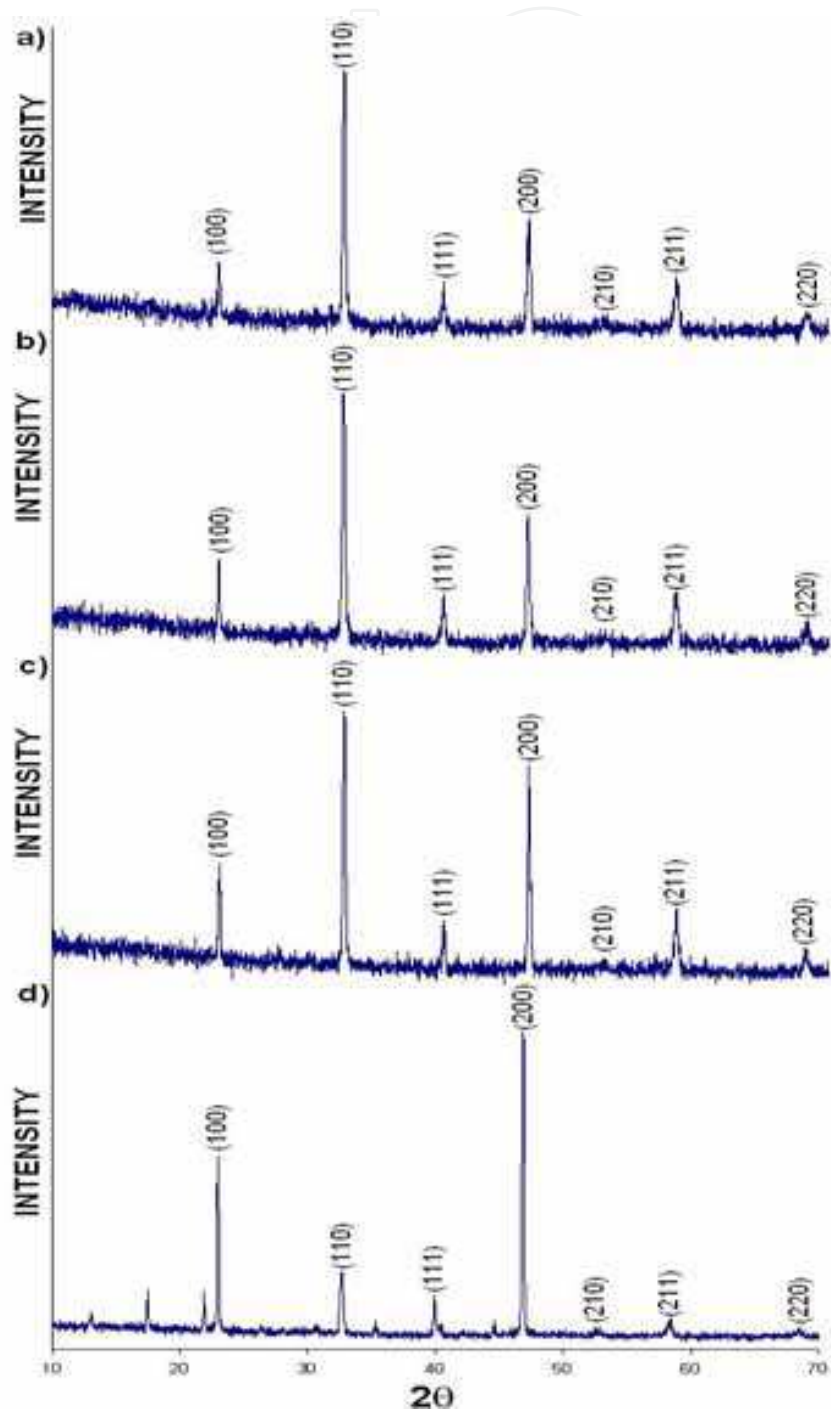 a)
INTENSITY
(100)
(110)
(111)
(200)
(210)
(211)
(220)
b)
INTENSITY
(100)
(110)
(111)
(200)
(210)
(211)
(220)
c)
INTENSITY
(100)
(110)
(111)
(200)
(210)
(211)
(220)
d)
INTENSITY
(100)
(110)
(111)
(200)
(210)
(211)
(220)
10 20 30 40 50 60 70
2Θ